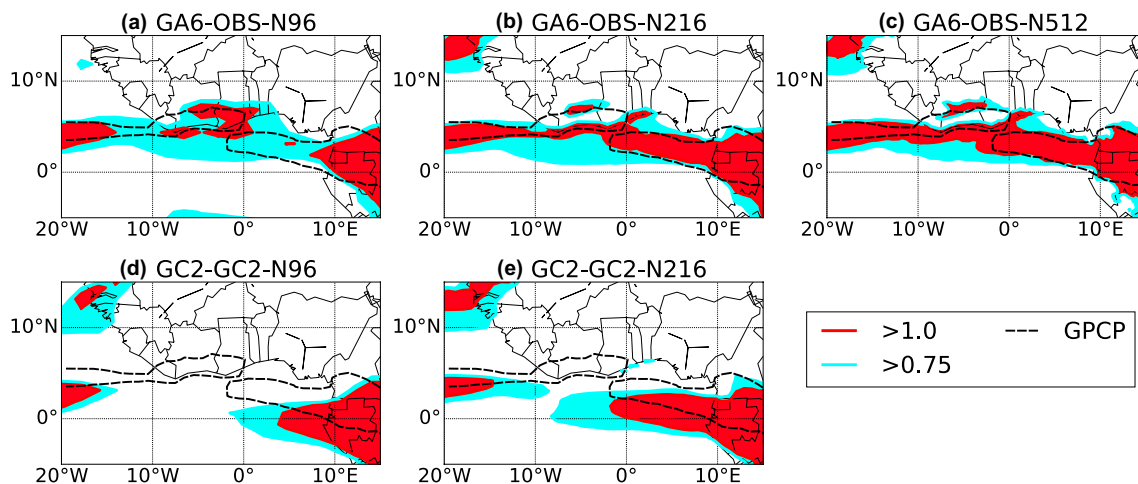 (a) GA6-OBS-N96
(b) GA6-OBS-N216
(c) GA6-OBS-N512
10°N
0°
20°W 10°W 0° 10°E
10°N
0°
20°W 10°W 0° 10°E
10°N
0°
20°W 10°W 0° 10°E
(d) GC2-GC2-N96
(e) GC2-GC2-N216
10°N
0°
20°W 10°W 0° 10°E
10°N
0°
20°W 10°W 0° 10°E
>1.0
>0.75
GPCP